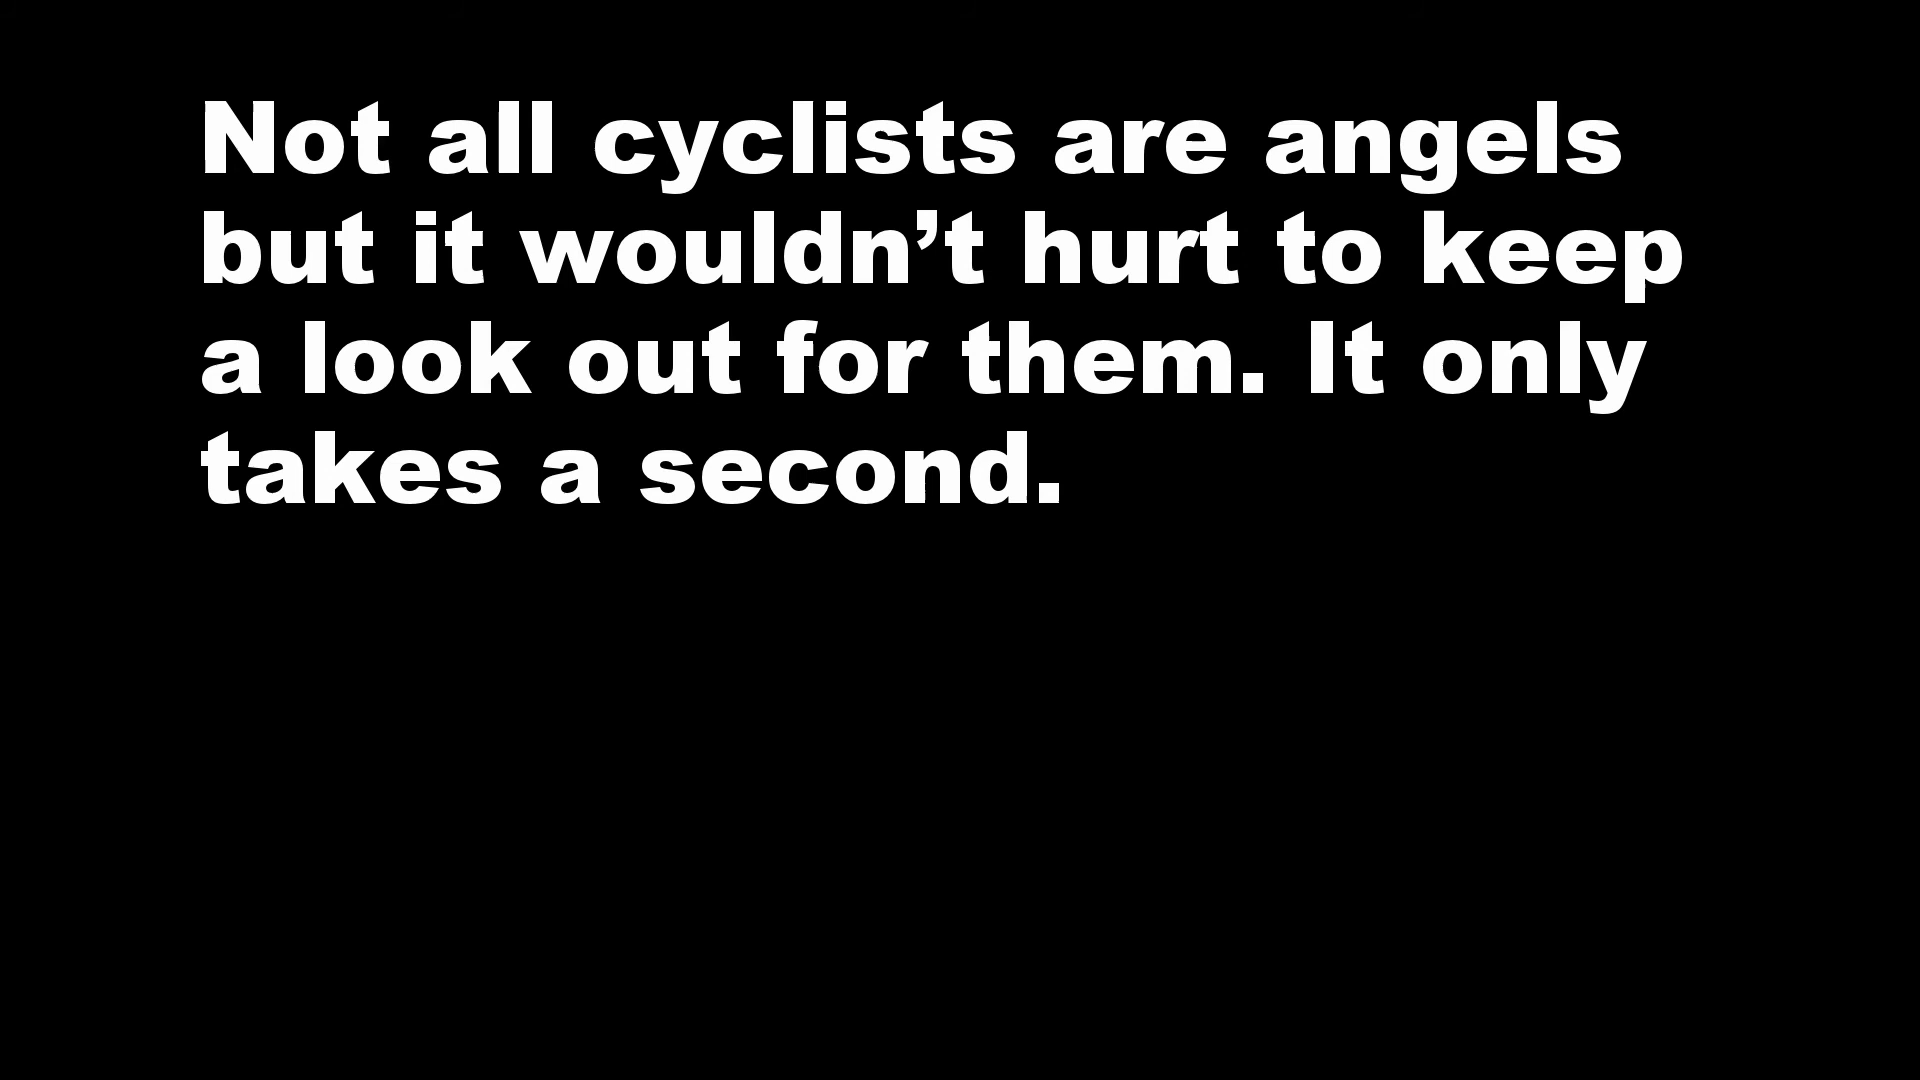 Not all cyclists are angels
but it wouldn’t hurt to keep
a look out for them. It only
takes a second.